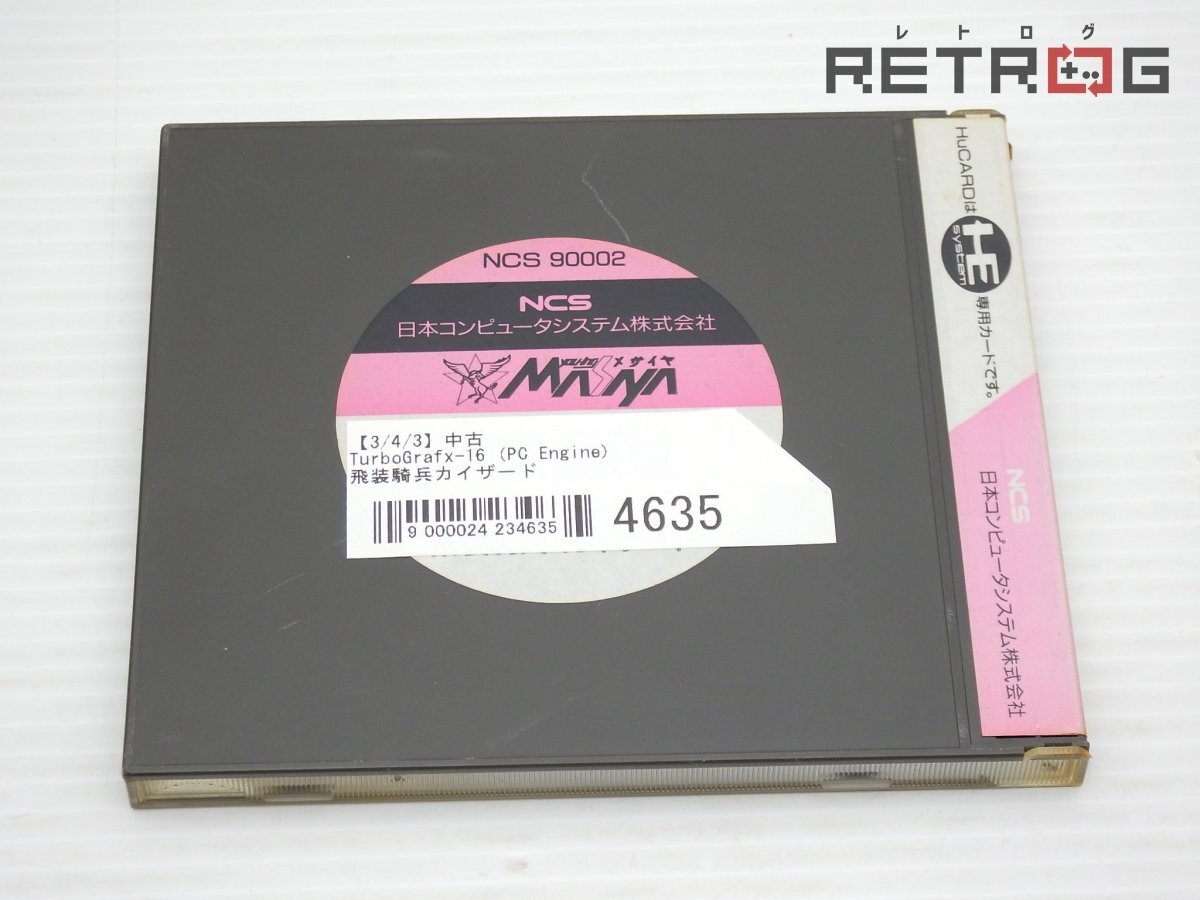 レトログ
RETROG
NCS 90002
NCS
日本コンピュータシステム株式会社
メサイヤ
MASAYA
【3/4/3】中古
TurboGrafx-16 (PC Engine)
飛装騎兵カイザード
9 000024 234635
4635
HuCARDは
HE
system
専用カードです。
NCS
日本コンピュータシステム株式会社